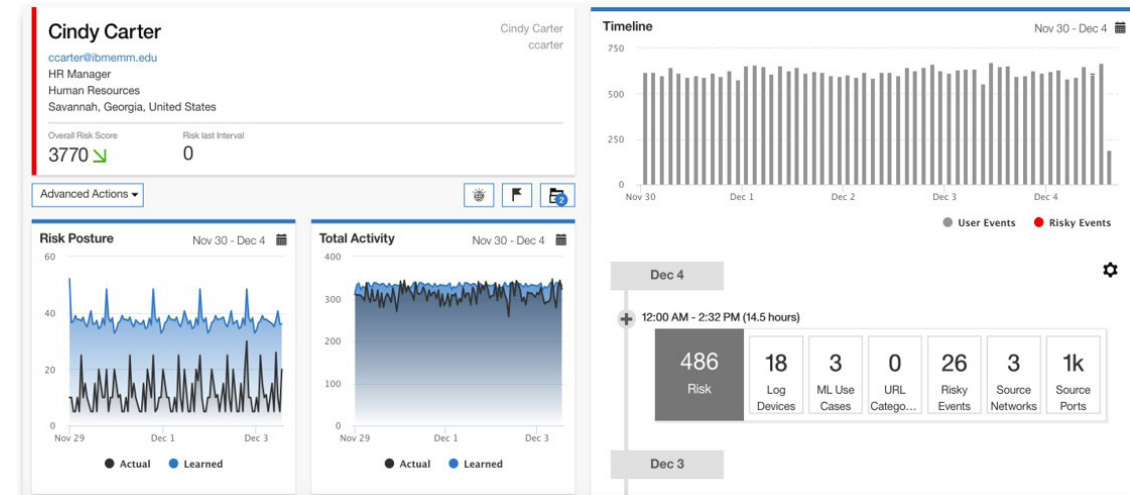 Cindy Carter
Cindy Carter
ccarter
ccarter@ibmemm.edu
HR Manager
Human Resources
Savannah, Georgia, United States
Overall Risk Score
Risk last Interval
3770
0
Advanced Actions
2
Risk Posture
Nov 30 - Dec 4
60
40
20
0
Nov 29
Dec 1
Dec 3
Actual
Learned
Total Activity
Nov 30 - Dec 4
400
300
200
100
0
Nov 29
Dec 1
Dec 3
Actual
Learned
Timeline
Nov 30 - Dec 4
750
500
250
0
Nov 30
Dec 1
Dec 2
Dec 3
Dec 4
User Events
Risky Events
Dec 4
12:00 AM - 2:32 PM (14.5 hours)
486
Risk
18
Log
Devices
3
ML Use
Cases
0
URL
Catego...
26
Risky
Events
3
Source
Networks
1k
Source
Ports
Dec 3